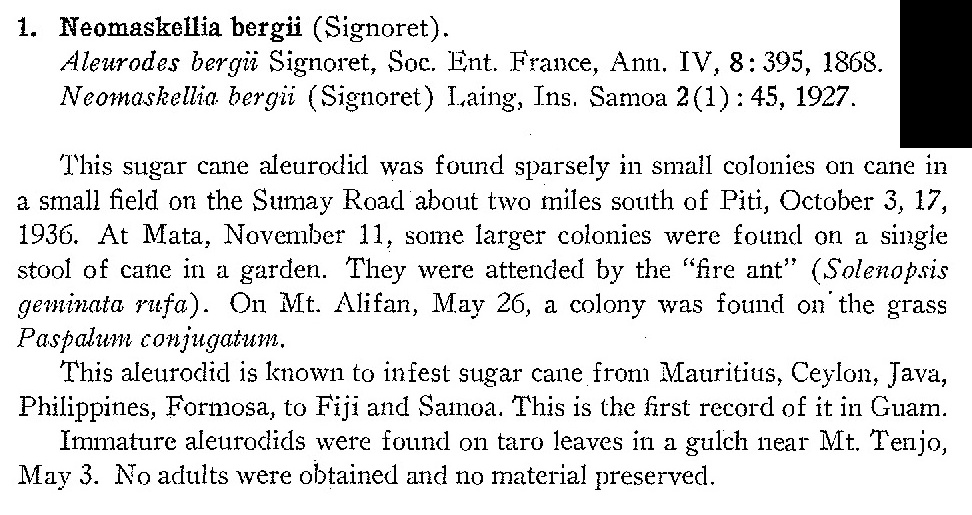 1. Neomaskellia bergii (Signoret).
Aleurodes bergii Signoret, Soc. Ent. France, Ann. IV, 8: 395, 1868.
Neomaskellia bergii (Signoret) Laing, Ins. Samoa 2(1) : 45, 1927.
This sugar cane aleurodid was found sparsely in small colonies on cane in
a small field on the Sumay Road about two miles south of Piti, October 3, 17,
1936. At Mata, November 11, some larger colonies were found on a single
stool of cane in a garden. They were attended by the “fire ant” (Solenopsis
geminata rufa). On Mt. Alifan, May 26, a colony was found on the grass
Paspalum conjugatum.
This aleurodid is known to infest sugar cane from Mauritius, Ceylon, Java,
Philippines, Formosa, to Fiji and Samoa. This is the first record of it in Guam.
Immature aleurodids were found on taro leaves in a gulch near Mt. Tenjo,
May 3. No adults were obtained and no material preserved.